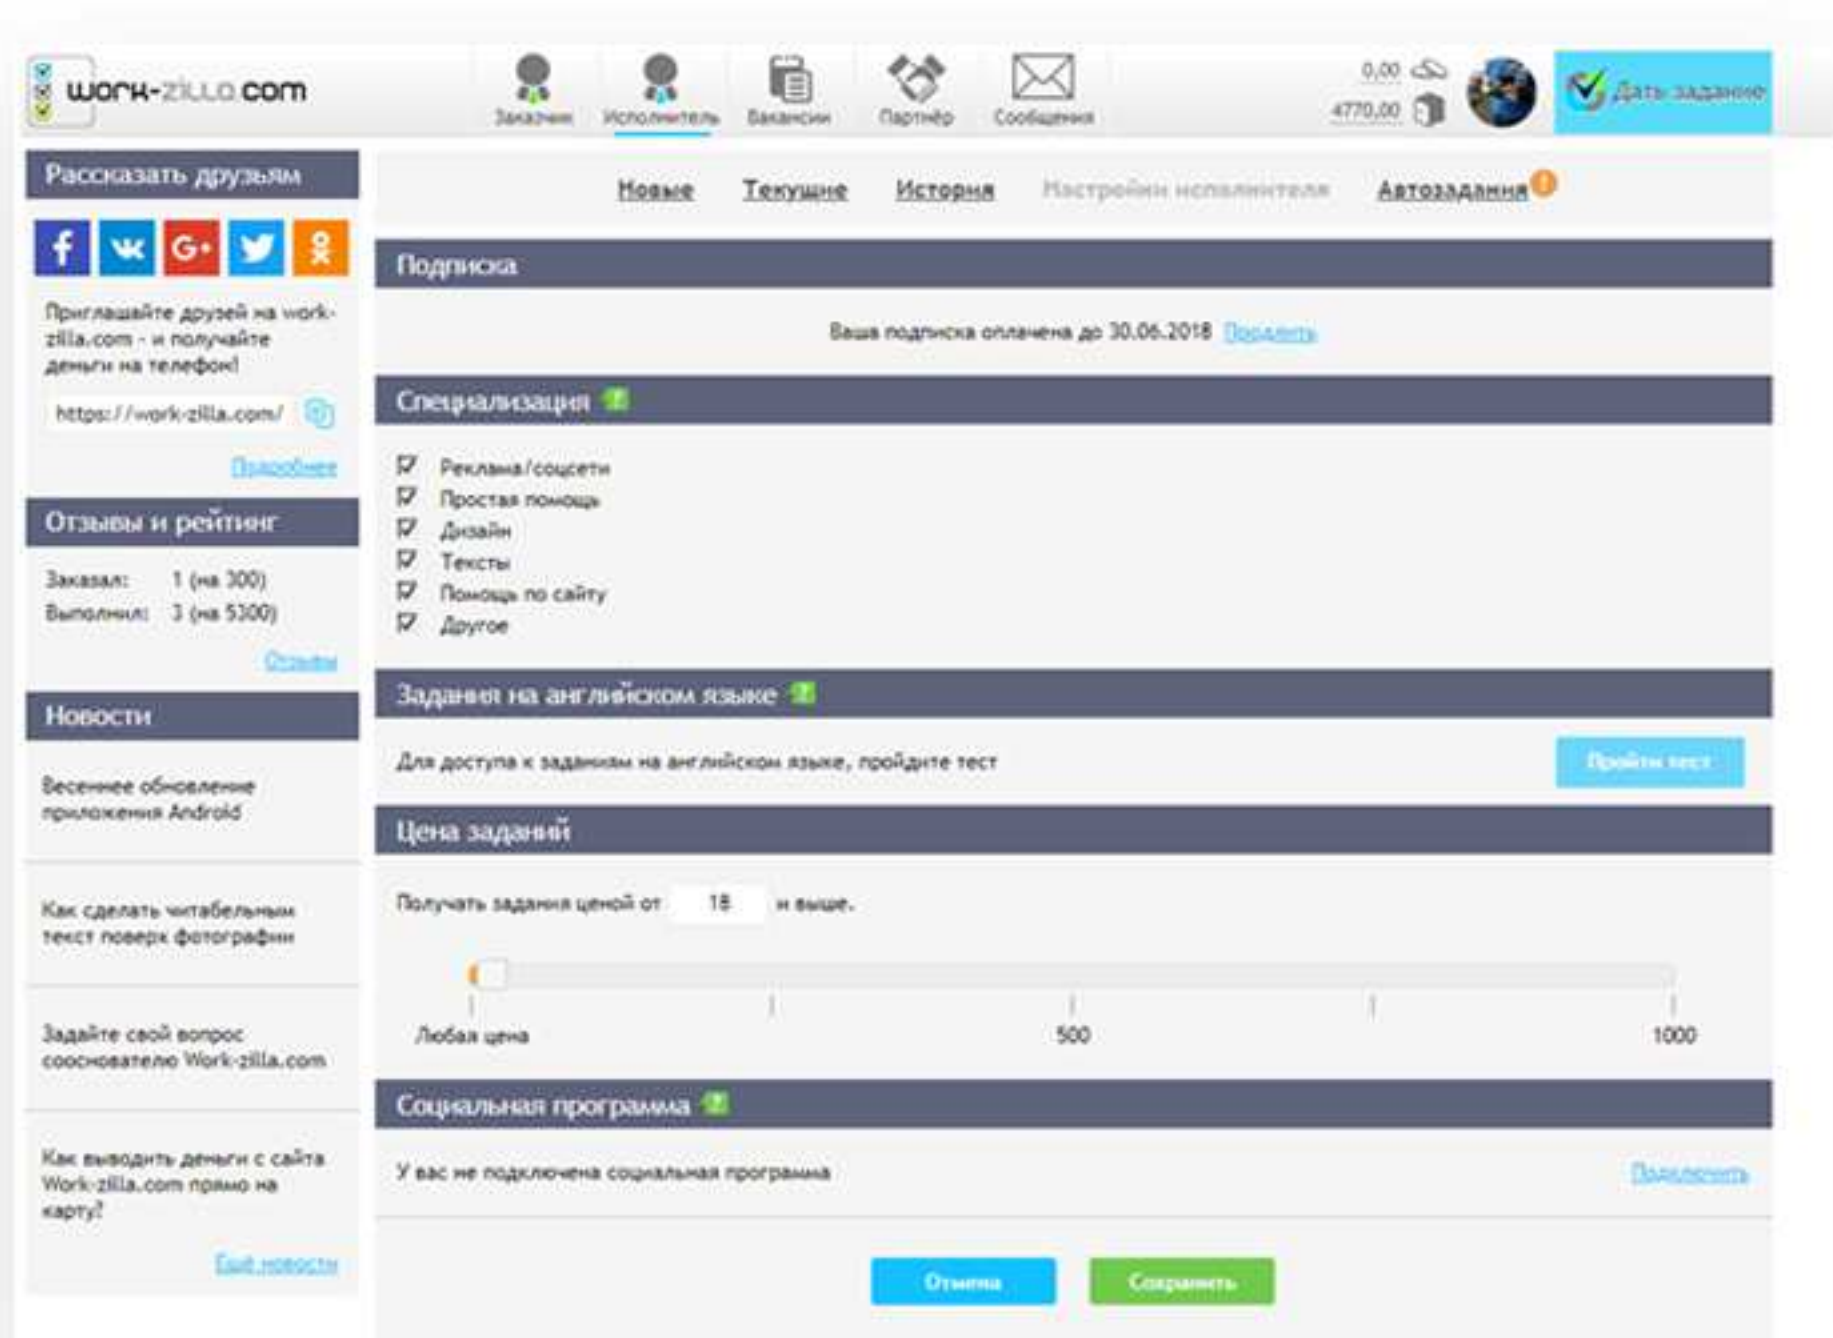 work-zilla.com
Заказчик
Исполнитель
Вакансии
Партнёр
Сообщения
0,00
4770,00
Дать задание
Рассказать друзьям
Приглашайте друзей на work-
zilla.com - и получайте
деньги на телефон!
https://work-zilla.com/
Подробнее
Отзывы и рейтинг
Заказал: 1 (на 300)
Выполнил: 3 (на 5300)
Отзывы
Новости
Весеннее обновление
приложения Android
Как сделать читабельным
текст поверх фотографии
Задайте свой вопрос
сооснователю Work-zilla.com
Как выводить деньги с сайта
Work-zilla.com прямо на
карту?
Ещё новости
Новые Текущие История Настройки исполнителя Автозадания !
Подписка
Ваша подписка оплачена до 30.06.2018 Продлить
Специализация ?
Реклама/соцсети
Простая помощь
Дизайн
Тексты
Помощь по сайту
Другое
Задания на английском языке ?
Для доступа к заданиям на английском языке, пройдите тест
Пройти тест
Цена заданий
Получать задания ценой от 18 и выше.
Любая цена 500 1000
Социальная программа ?
У вас не подключена социальная программа Подключить
Отмена Сохранить